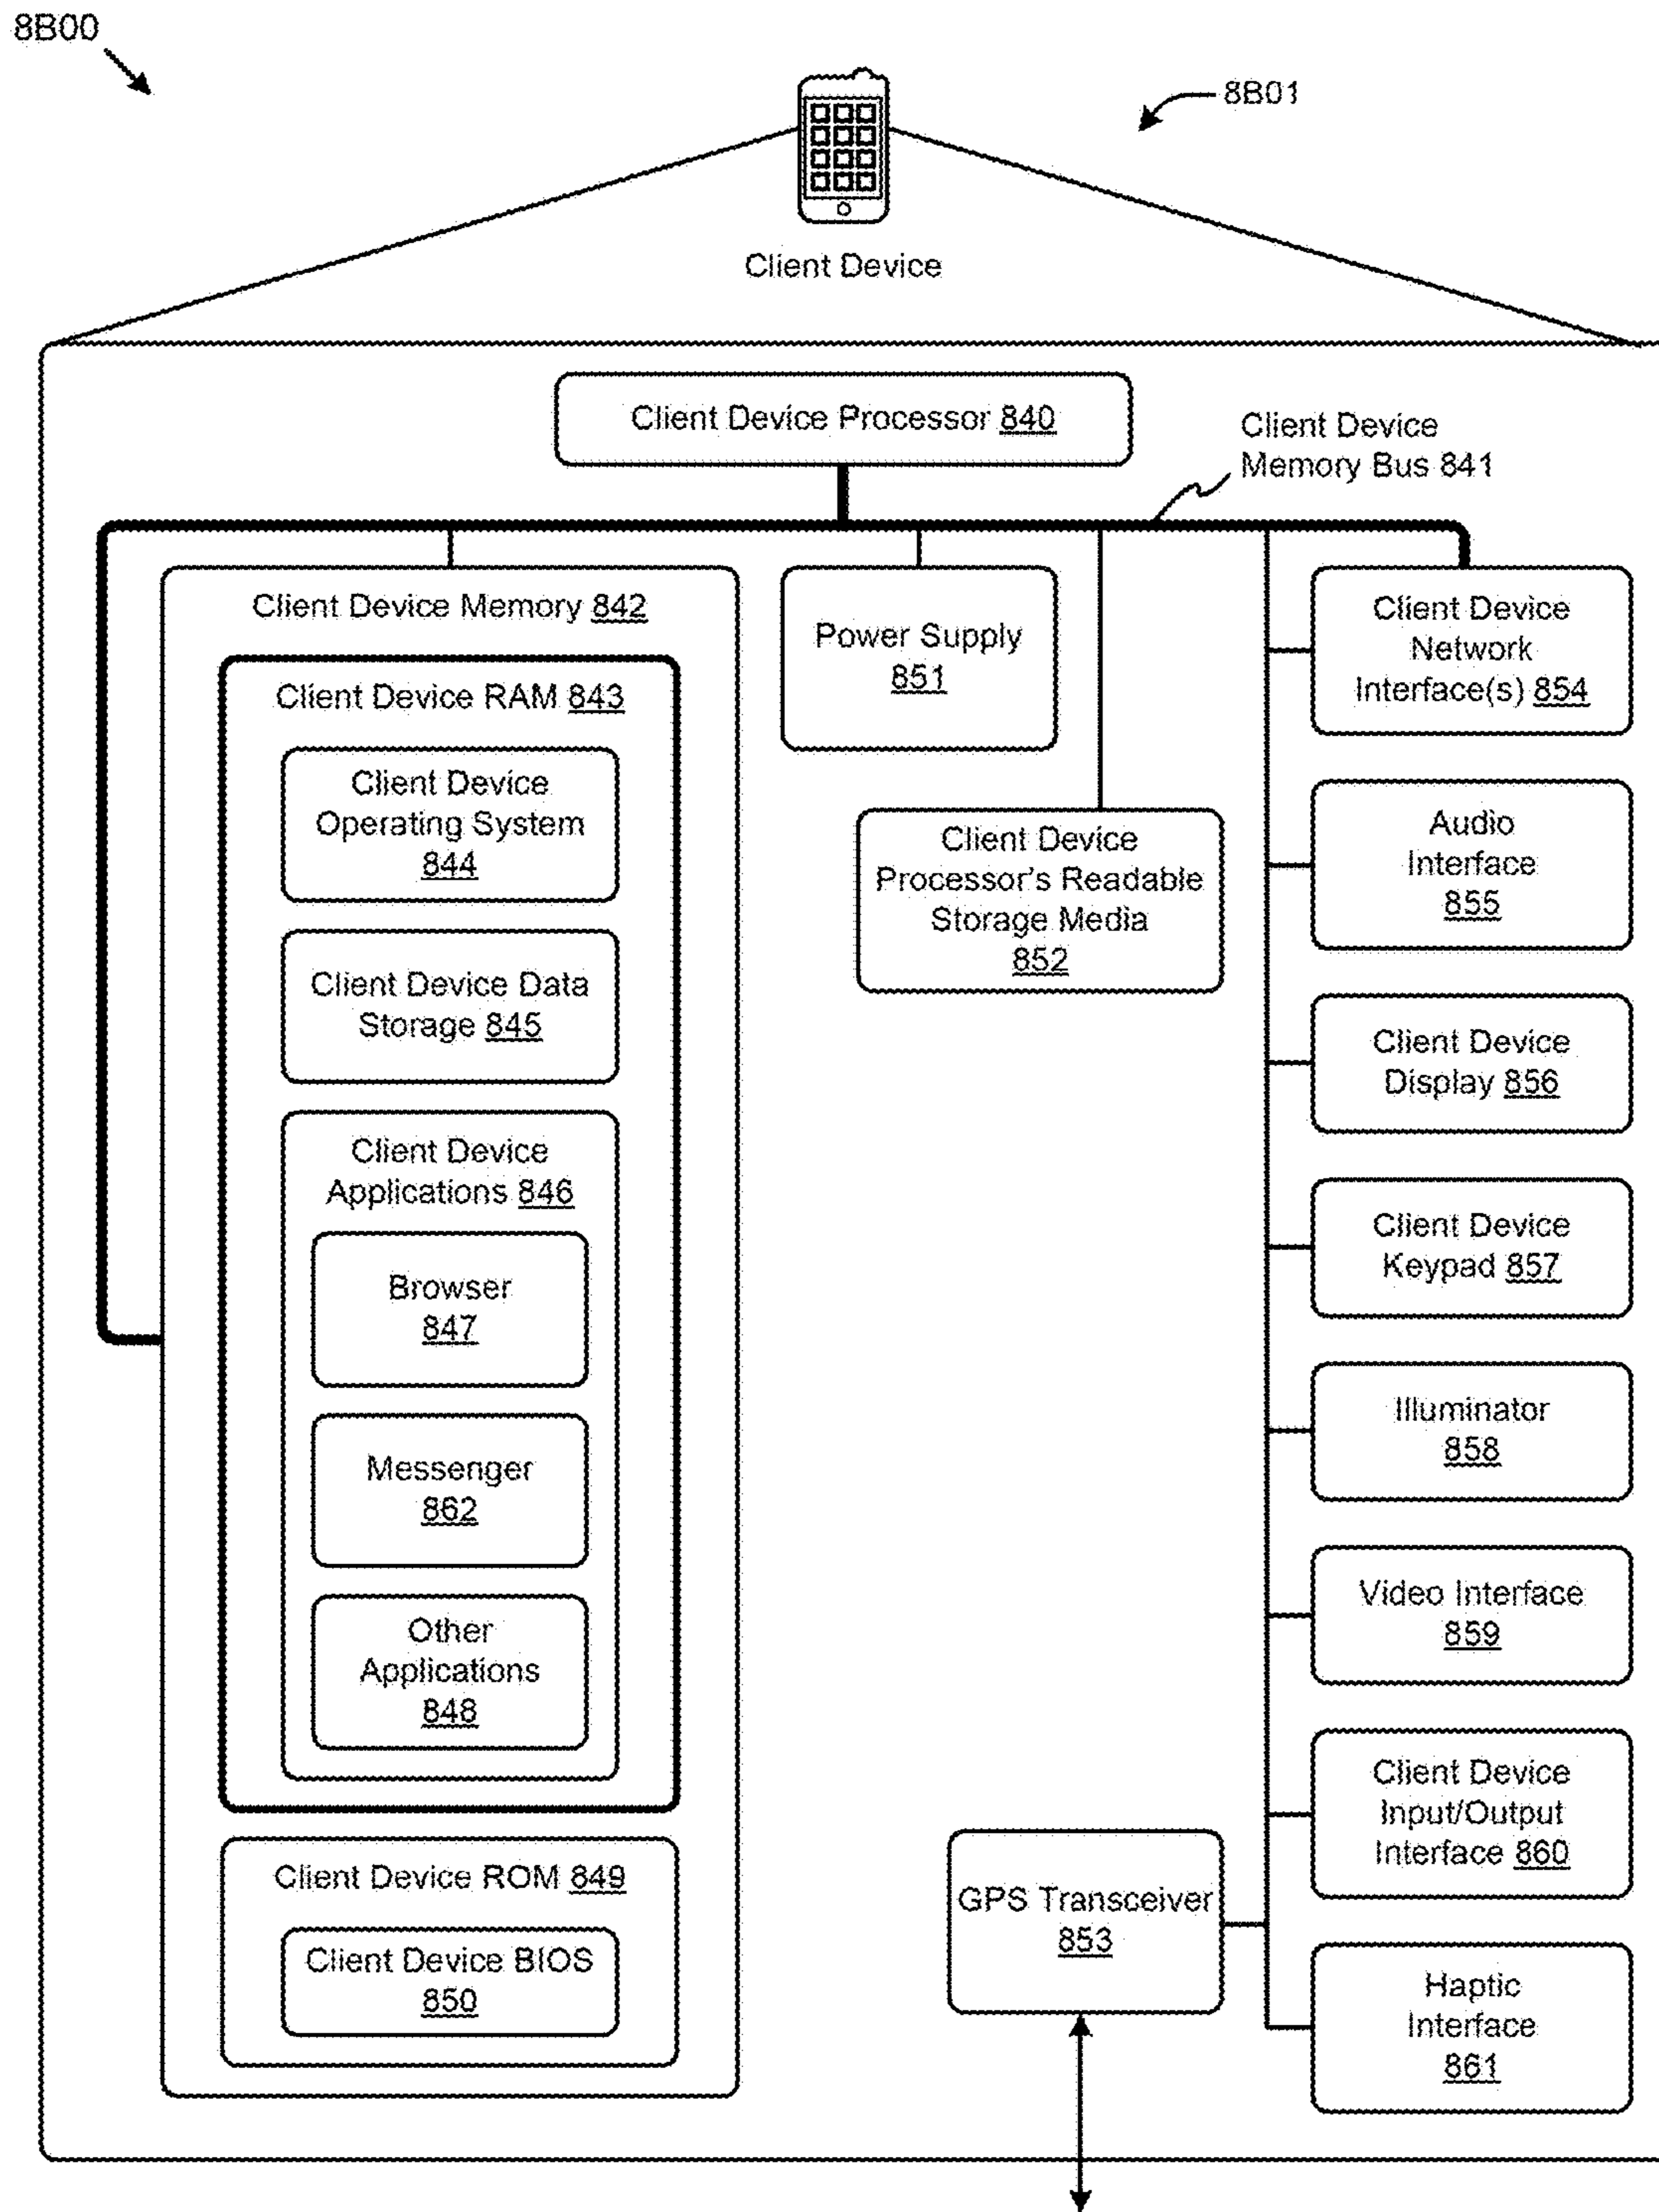 8B00
8B01
Client Device
Client Device Processor 840
Client Device
Memory Bus 841
Client Device Memory 842
Client Device RAM 843
Client Device
Operating System
844
Client Device Data
Storage 845
Client Device
Applications 846
Browser
847
Messenger
862
Other
Applications
848
Client Device ROM 849
Client Device BIOS
850
Power Supply
851
Client Device
Processor's Readable
Storage Media
852
GPS Transceiver
853
Client Device
Network
Interface(s) 854
Audio
Interface
855
Client Device
Display 856
Client Device
Keypad 857
Illuminator
858
Video Interface
859
Client Device
Input/Output
Interface 860
Haptic
Interface
861